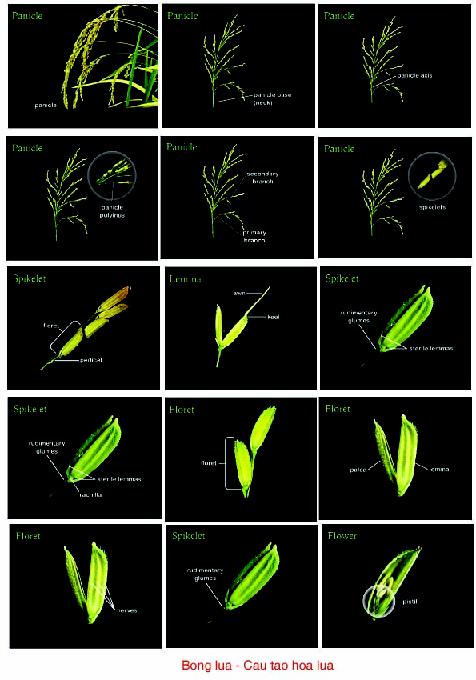 Panicle
panicle
Panicle
panicle base
(neck)
Panicle
panicle axis
Panicle
panicle
pulvinus
Panicle
secondary
branch
primary
branch
Panicle
spikelets
Spikelet
floret
pedicel
Lemma
awn
keel
Spikelet
rudimentary
glumes
sterile lemmas
Spikelet
rudimentary
glumes
sterile lemmas
rachilla
Floret
floret
Floret
palea
lemma
Floret
nerves
Spikelet
rudimentary
glumes
Flower
pistil
Bong lua - Cau tao hoa lua